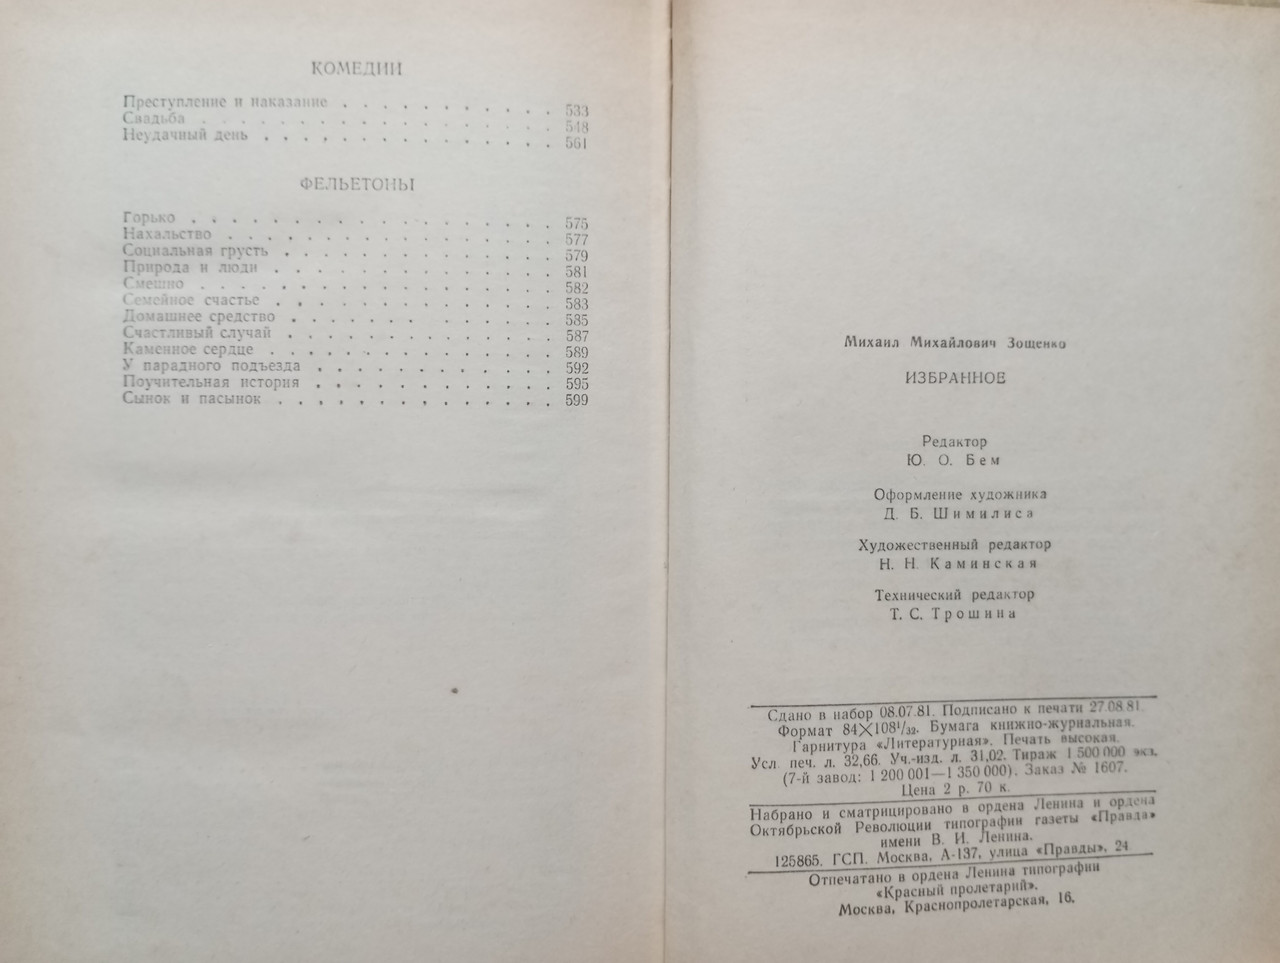 КОМЕДИИ
Преступление и наказание . . . . . . . . . . . 533
Свадьба . . . . . . . . . . . . . . . . . . 548
Неудачный день . . . . . . . . . . . . . . . 561
ФЕЛЬЕТОНЫ
Горько . . . . . . . . . . . . . . . . . . 575
Нахальство . . . . . . . . . . . . . . . . 577
Социальная грусть . . . . . . . . . . . . . . 579
Природа и люди . . . . . . . . . . . . . . 581
Смешно . . . . . . . . . . . . . . . . . . 582
Семейное счастье . . . . . . . . . . . . . . 583
Домашнее средство . . . . . . . . . . . . . 585
Счастливый случай . . . . . . . . . . . . . . 587
Каменное сердце . . . . . . . . . . . . . . 589
У парадного подъезда . . . . . . . . . . . . 592
Поучительная история . . . . . . . . . . . . 595
Сынок и пасынок . . . . . . . . . . . . . . 599
Михаил Михайлович Зощенко
ИЗБРАННОЕ
Редактор
Ю. О. Бем
Оформление художника
Д. Б. Шимилиса
Художественный редактор
Н. Н. Каминская
Технический редактор
Т. С. Трошина
Сдано в набор 08.07.81. Подписано к печати 27.08.81.
Формат 84×108¹/₃₂. Бумага книжно-журнальная.
Гарнитура «Литературная». Печать высокая.
Усл. печ. л. 32,66. Уч.-изд. л. 31,02. Тираж 1 500 000 экз.
(7-й завод: 1 200 001—1 350 000). Заказ № 1607.
Цена 2 р. 70 к.
Набрано и сматрицировано в ордена Ленина и ордена
Октябрьской Революции типографии газеты «Правда»
имени В. И. Ленина.
125865. ГСП. Москва, А-137, улица «Правды», 24.
Отпечатано в ордена Ленина типографии
«Красный пролетарий».
Москва, Краснопролетарская, 16.